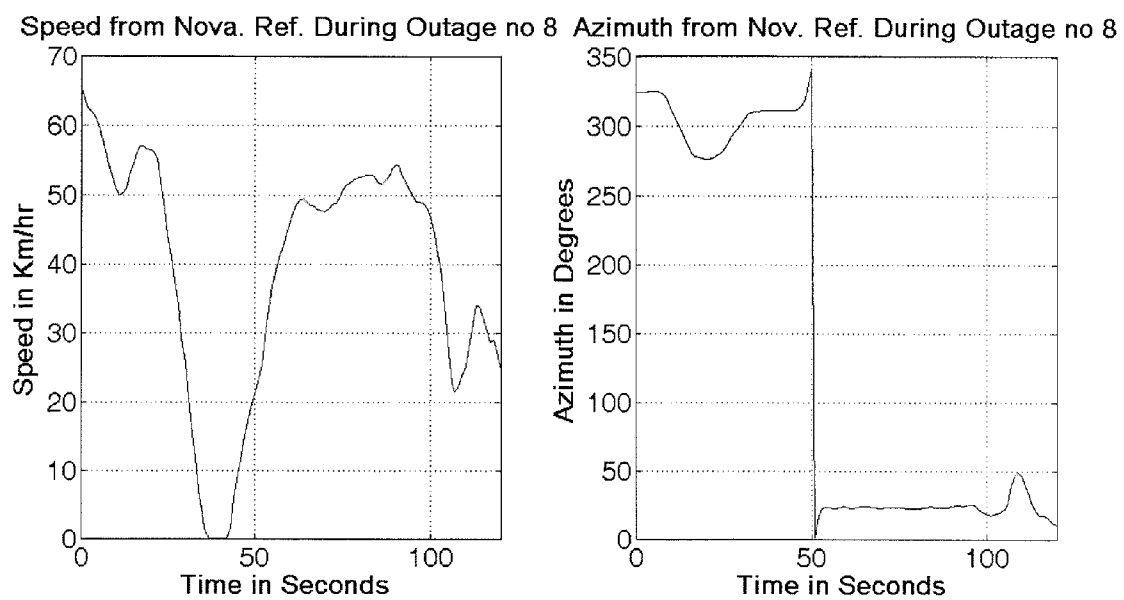 Speed from Nova. Ref. During Outage no 8
70
60
50
40
30
20
10
0
Speed in Km/hr
0 50 100
Time in Seconds
Azimuth from Nov. Ref. During Outage no 8
350
300
250
200
150
100
50
0
Azimuth in Degrees
0 50 100
Time in Seconds